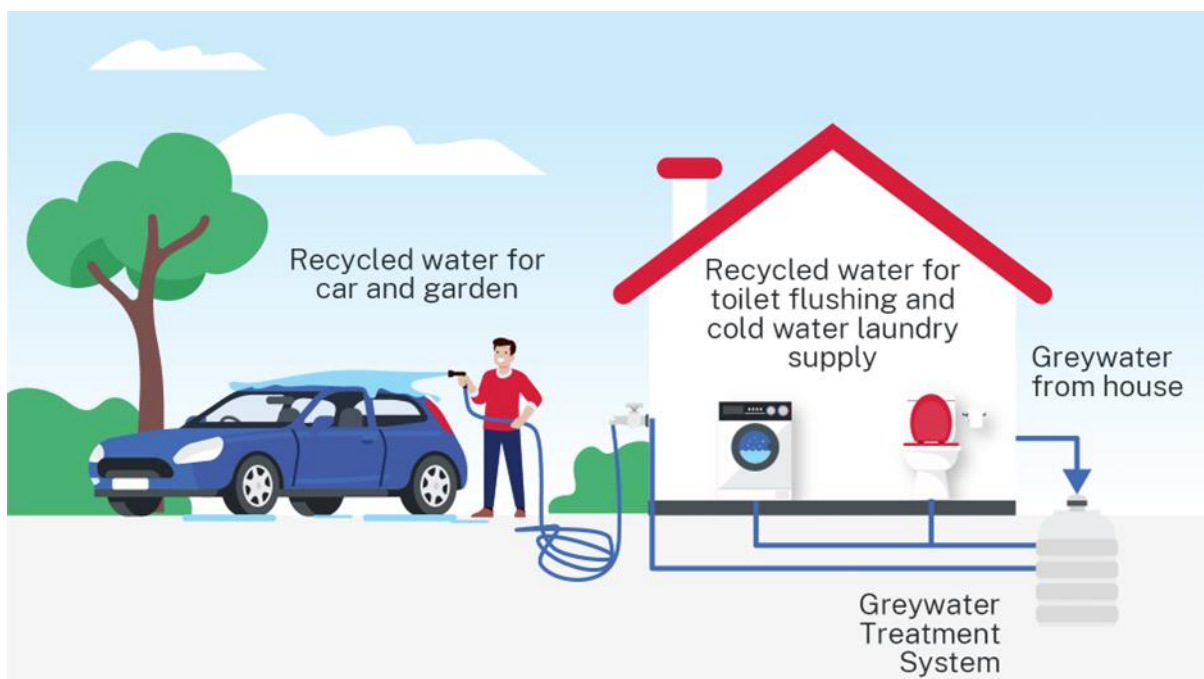 Recycled water for
car and garden
Recycled water for
toilet flushing and
cold water laundry
supply
Greywater
from house
Greywater
Treatment
System